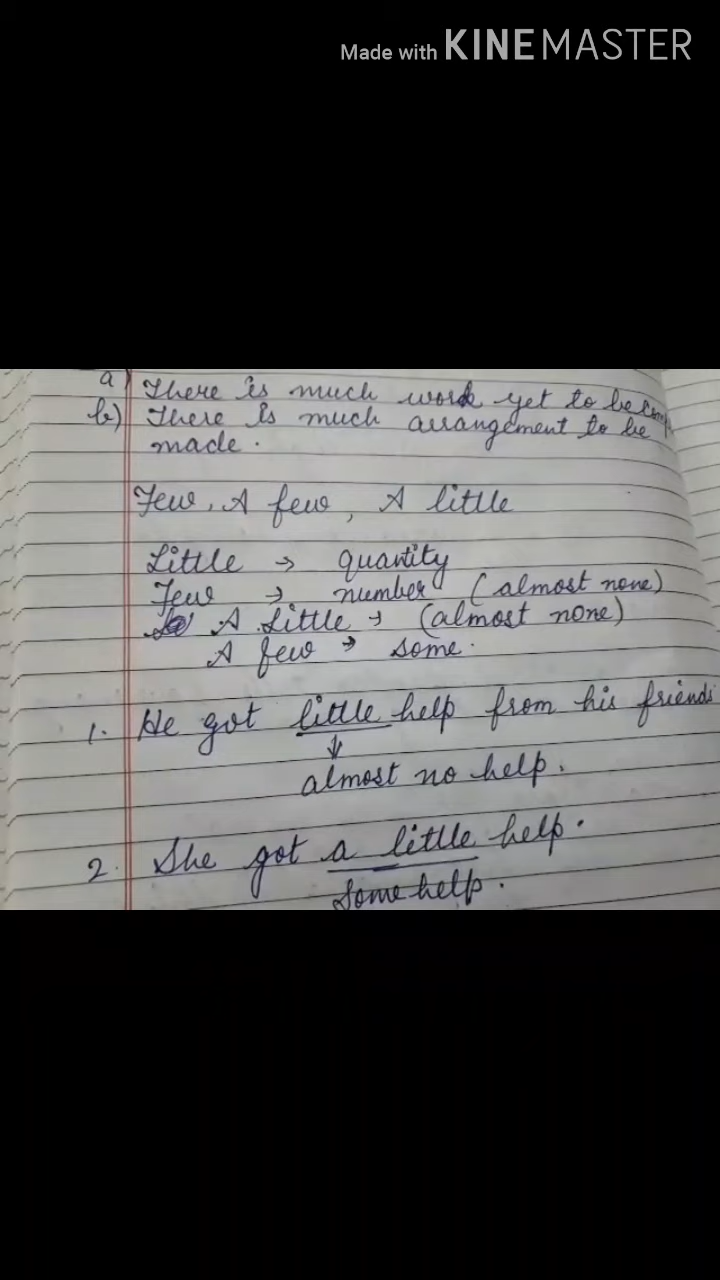 Made with KINEMASTER
a) There is much work yet to be
b) There is much arrangement to be
made.
Few, A few, A little
Little → quantity
Few → number (almost none)
A Little → (almost none)
A few → some.
1. He got little help from his friends
↓
almost no help.
2. She got a little help.
some help.